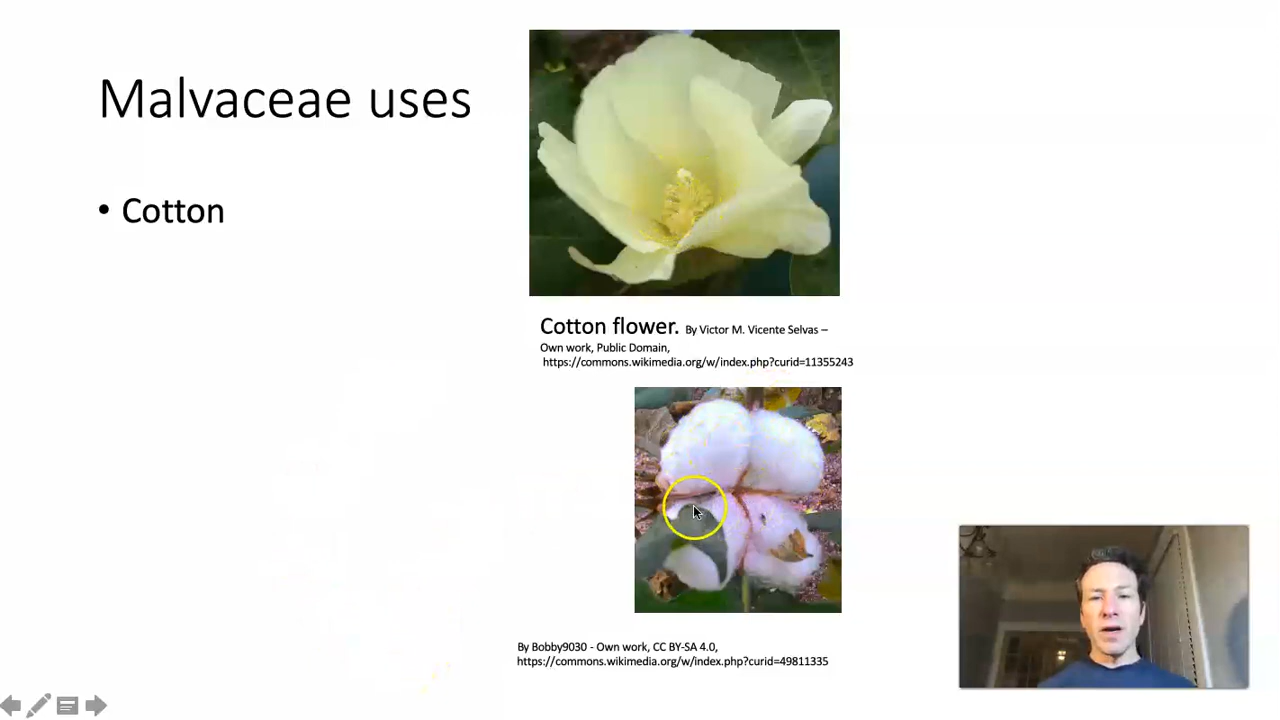 Malvaceae uses
• Cotton
Cotton flower. By Victor M. Vicente Selvas –
Own work, Public Domain,
https://commons.wikimedia.org/w/index.php?curid=11355243
By Bobby9030 - Own work, CC BY-SA 4.0,
https://commons.wikimedia.org/w/index.php?curid=49811335